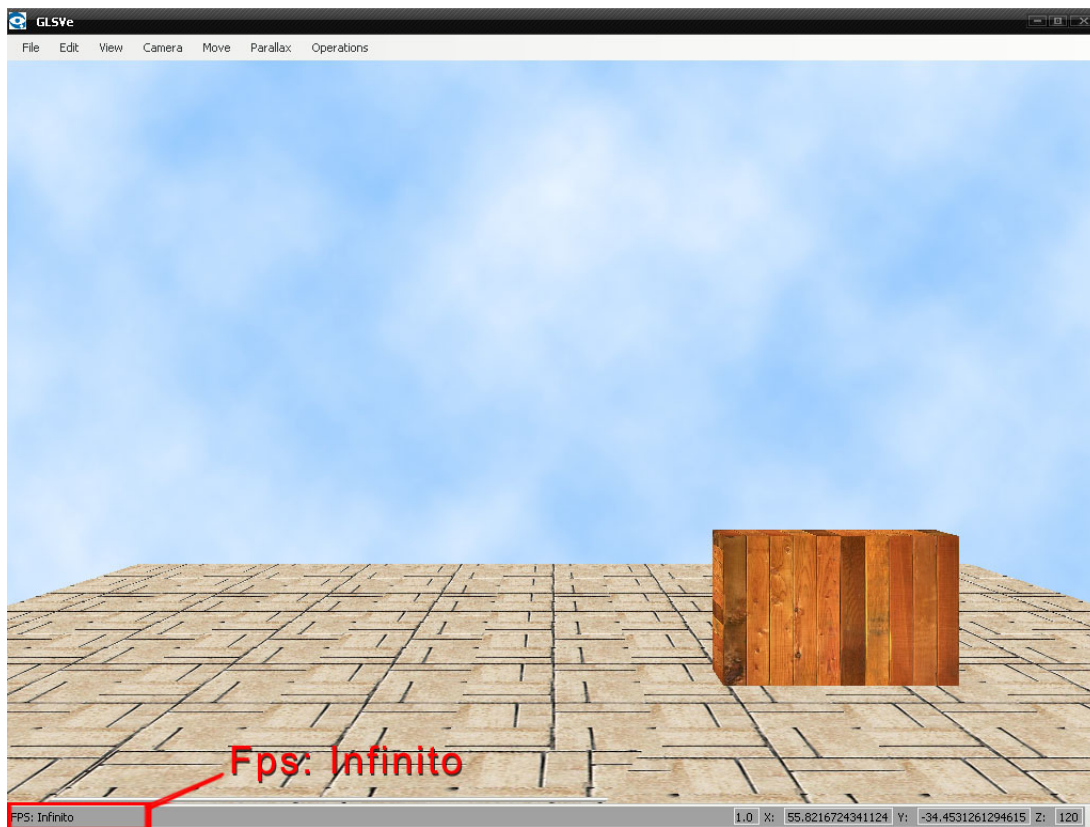 GLSVe
File Edit View Camera Move Parallax Operations
Fps: Infinito
FPS: Infinito 1.0 X: 55.8216724341124 Y: -34.4531261294615 Z: 120